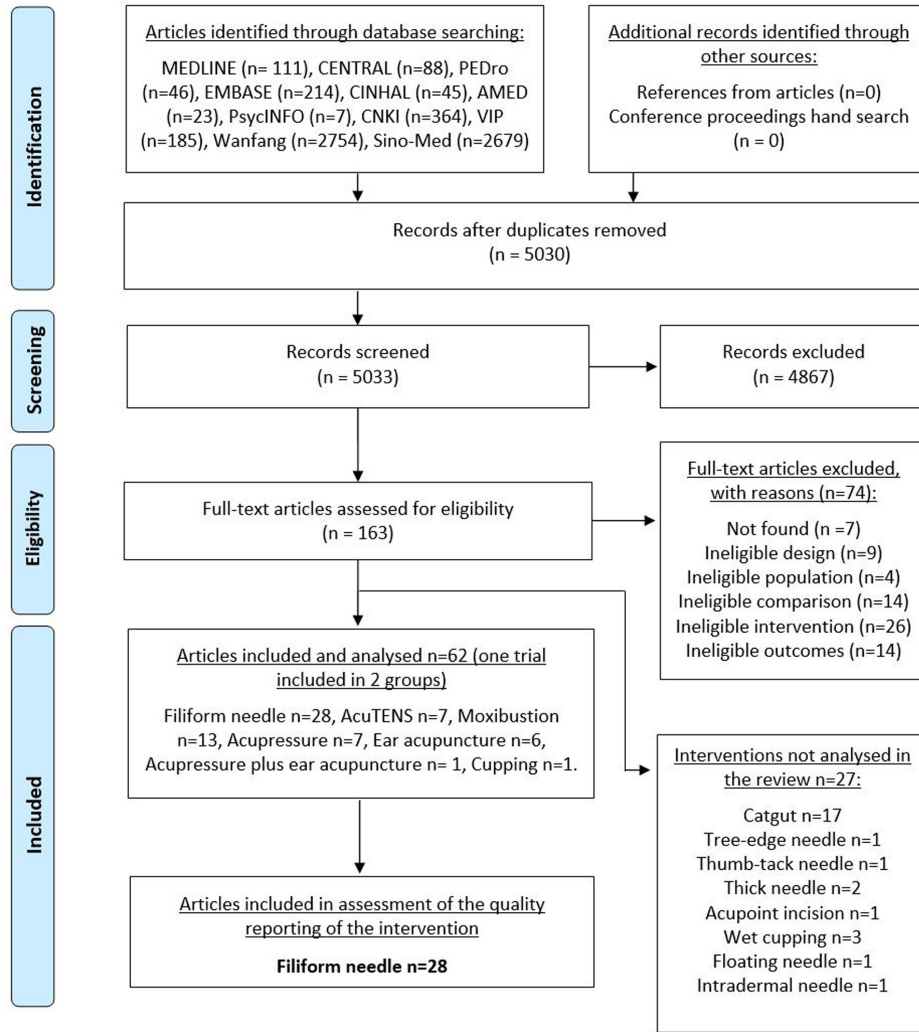 Identification
Articles identified through database searching:
MEDLINE (n= 111), CENTRAL (n=88), PEDro
(n=46), EMBASE (n=214), CINHAL (n=45), AMED
(n=23), PsycINFO (n=7), CNKI (n=364), VIP
(n=185), Wanfang (n=2754), Sino-Med (n=2679)
Additional records identified through
other sources:
References from articles (n=0)
Conference proceedings hand search
(n = 0)
Records after duplicates removed
(n = 5030)
Screening
Records screened
(n = 5033)
Records excluded
(n = 4867)
Eligibility
Full-text articles assessed for eligibility
(n = 163)
Full-text articles excluded,
with reasons (n=74):
Not found (n =7)
Ineligible design (n=9)
Ineligible population (n=4)
Ineligible comparison (n=14)
Ineligible intervention (n=26)
Ineligible outcomes (n=14)
Included
Articles included and analysed n=62 (one trial
included in 2 groups)
Filiform needle n=28, AcuTENS n=7, Moxibustion
n=13, Acupressure n=7, Ear acupuncture n=6,
Acupressure plus ear acupuncture n= 1, Cupping n=1.
Interventions not analysed in
the review n=27:
Catgut n=17
Tree-edge needle n=1
Thumb-tack needle n=1
Thick needle n=2
Acupoint incision n=1
Wet cupping n=3
Floating needle n=1
Intradermal needle n=1
Articles included in assessment of the quality
reporting of the intervention
Filiform needle n=28